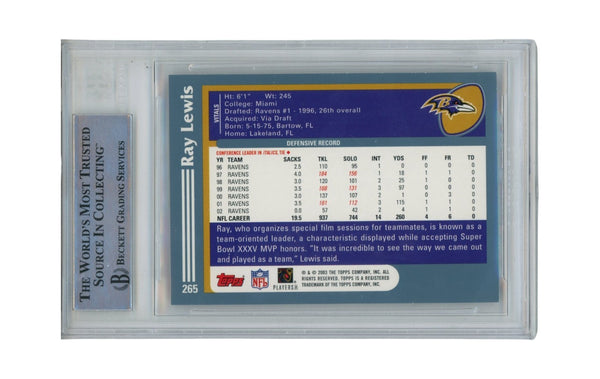 THE WORLD'S MOST TRUSTED
SOURCE IN COLLECTING™
BECKETT GRADING SERVICES
B
265
Ray Lewis
VITALS
Ht: 6'1" Wt: 245
College: Miami
Drafted: Ravens #1 - 1996, 26th overall
Acquired: Via Draft
Born: 5-15-75, Bartow, FL
Home: Lakeland, FL
DEFENSIVE RECORD
CONFERENCE LEADER IN ITALICS, TIE
YR TEAM SACKS TKL SOLO INT YDS FF FR TD
96 RAVENS 2.5 110 95 1 0 0 0 0
97 RAVENS 4.0 184 156 1 18 1 1 0
98 RAVENS 3.0 120 101 2 25
99 RAVENS 3.5 168 131 3 97 0 0 0
00 RAVENS 3.0 137 107 2 1 0 3 0
01 RAVENS 3.5 161 112 3 115 1 0 0
02 RAVENS 0.0 57 42 2 4 1 1 0
NFL CAREER 19.5 937 744 14 260 4 6 0
Ray, who organizes special film sessions for teammates, is known as a
team-oriented leader, a characteristic displayed while accepting Super
Bowl XXXV MVP honors. "It was incredible to see the way we came out
and played as a team," Lewis said.
Topps NFL PLAYERS
® & © 2003 THE TOPPS COMPANY, INC. ALL
RIGHTS RESERVED. TOPPS IS A REGISTERED
TRADEMARK OF THE TOPPS COMPANY, INC.